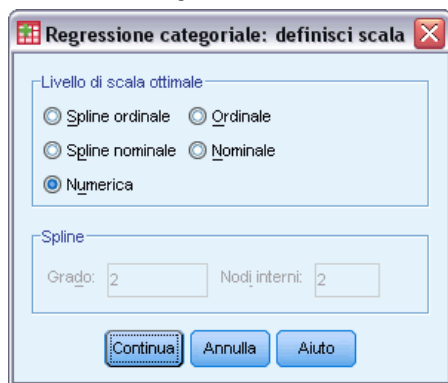 Regressione categoriale: definisci scala
Livello di scala ottimale
Spline ordinale Ordinale
Spline nominale Nominale
Numerica
Spline
Grado: 2 Nodi interni: 2
Continua Annulla Aiuto